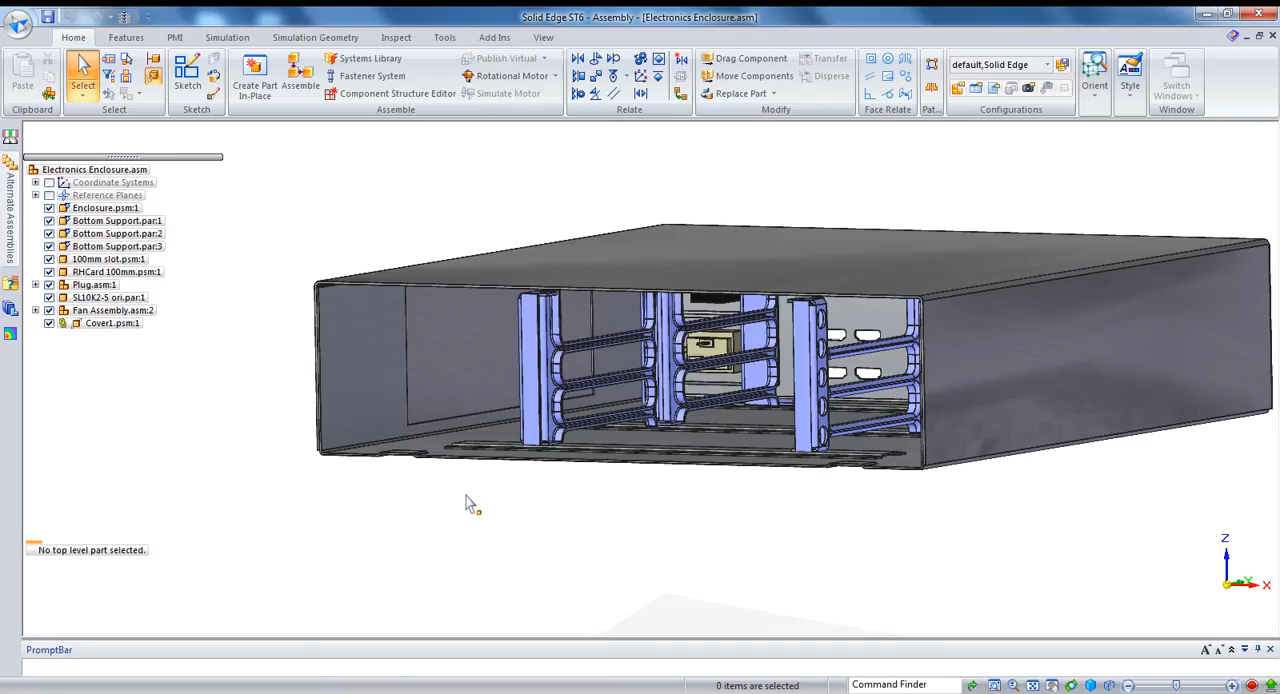 Solid Edge ST6 - Assembly - [Electronics Enclosure.asm]
Home
Features
PMI
Simulation
Simulation Geometry
Inspect
Tools
Add Ins
View
Paste
Clipboard
Select
Select
Sketch
Sketch
Create Part In-Place
Assemble
Systems Library
Fastener System
Component Structure Editor
Publish Virtual
Rotational Motor
Simulate Motor
Assemble
Relate
Drag Component
Move Components
Replace Part
Transfer
Disperse
Modify
Face Relate
Pat...
default,Solid Edge
Configurations
Orient
Style
Switch Windows
Window
Alternate Assemblies
Electronics Enclosure.asm
Coordinate Systems
Reference Planes
Enclosure.psm:1
Bottom Support.par:1
Bottom Support.par:2
Bottom Support.par:3
100mm slot.psm:1
RHCard 100mm.psm:1
Plug.asm:1
SL10K2-5 ori.par:1
Fan Assembly.asm:2
Cover1.psm:1
No top level part selected.
Z
Y
X
PromptBar
A A
0 items are selected
Command Finder